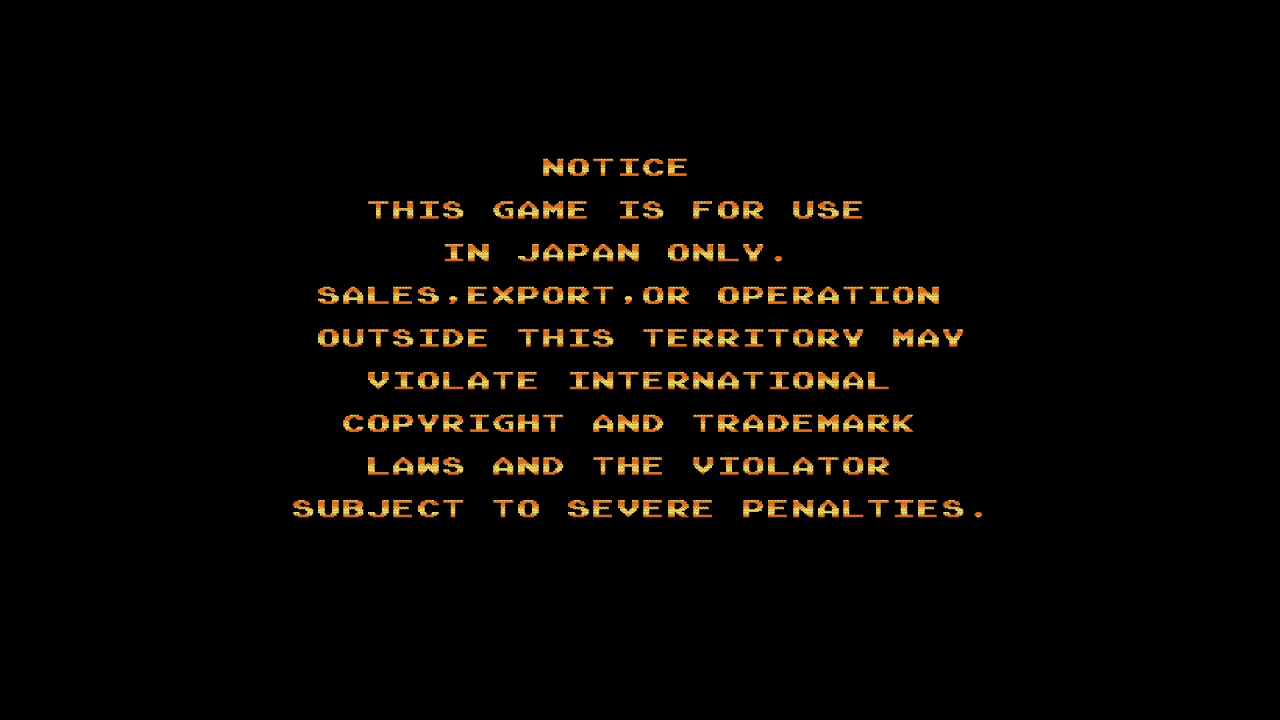 NOTICE
THIS GAME IS FOR USE
IN JAPAN ONLY.
SALES,EXPORT,OR OPERATION
OUTSIDE THIS TERRITORY MAY
VIOLATE INTERNATIONAL
COPYRIGHT AND TRADEMARK
LAWS AND THE VIOLATOR
SUBJECT TO SEVERE PENALTIES.